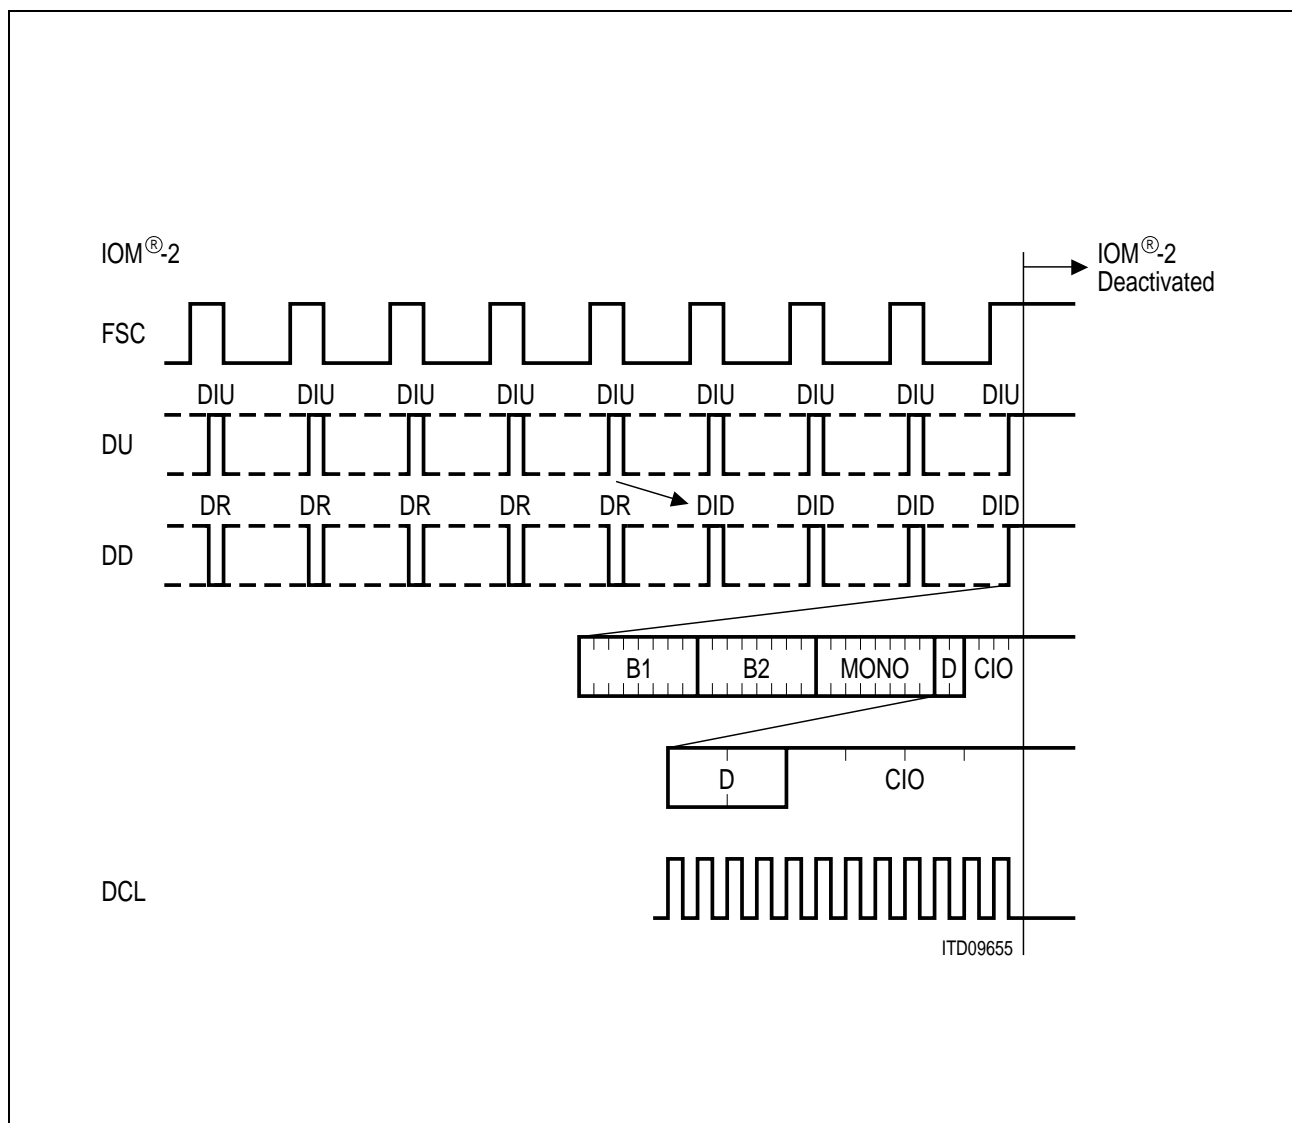 IOM®-2
IOM®-2
Deactivated
FSC
DIU DIU DIU DIU DIU DIU DIU DIU DIU
DU
DR DR DR DR DR DID DID DID DID
DD
B1 B2 MONO D CIO
D CIO
DCL
ITD09655